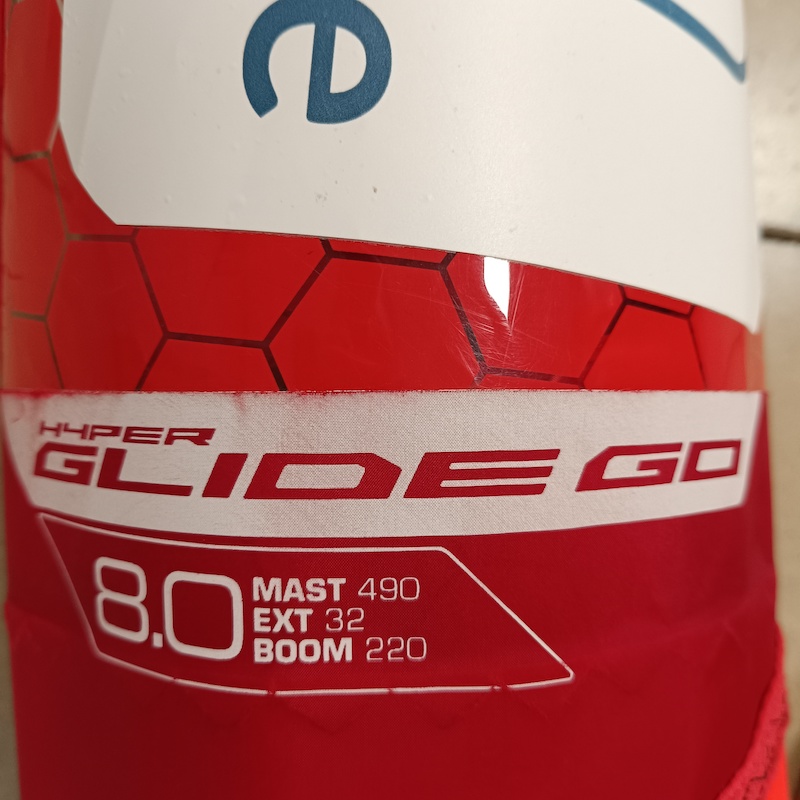 e
HYPER
GLIDE GO
8.0
MAST 490
EXT 32
BOOM 220